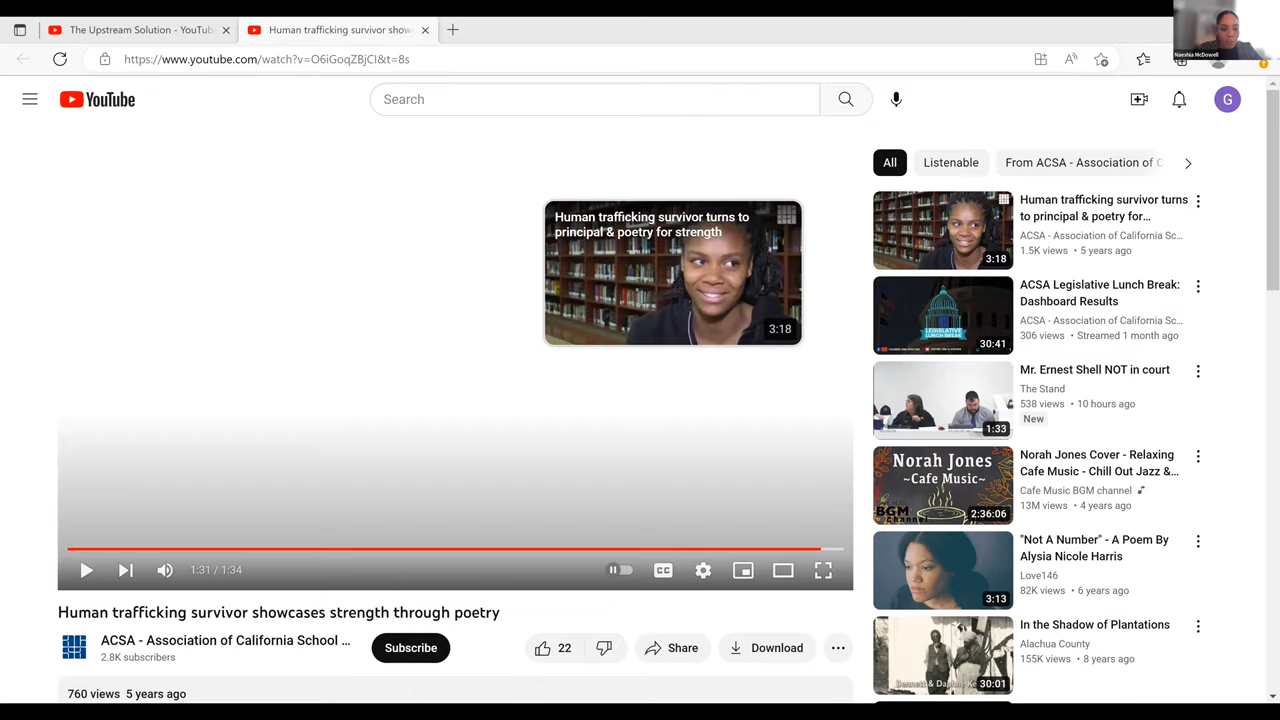 The Upstream Solution - YouTub
Human trafficking survivor show
Naeshia McDowell
https://www.youtube.com/watch?v=O6iGoqZBjCI&t=8s
YouTube
Search
G
All
Listenable
From ACSA - Association of C
Human trafficking survivor turns to
principal & poetry for strength
3:18
1:31 / 1:34
CC
Human trafficking survivor showcases strength through poetry
ACSA - Association of California School ...
2.8K subscribers
Subscribe
22
Share
Download
760 views 5 years ago
3:18
Human trafficking survivor turns to
principal & poetry for...
ACSA - Association of California Sc...
1.5K views • 5 years ago
LEGISLATIVE
LUNCH BREAK
30:41
ACSA Legislative Lunch Break:
Dashboard Results
ACSA - Association of California Sc...
306 views • Streamed 1 month ago
1:33
Mr. Ernest Shell NOT in court
The Stand
538 views • 10 hours ago
New
Norah Jones
~Cafe Music~
BGM
channel
2:36:06
Norah Jones Cover - Relaxing
Cafe Music - Chill Out Jazz &...
Cafe Music BGM channel
13M views • 4 years ago
3:13
"Not A Number" - A Poem By
Alysia Nicole Harris
Love146
82K views • 6 years ago
30:01
In the Shadow of Plantations
Alachua County
155K views • 8 years ago